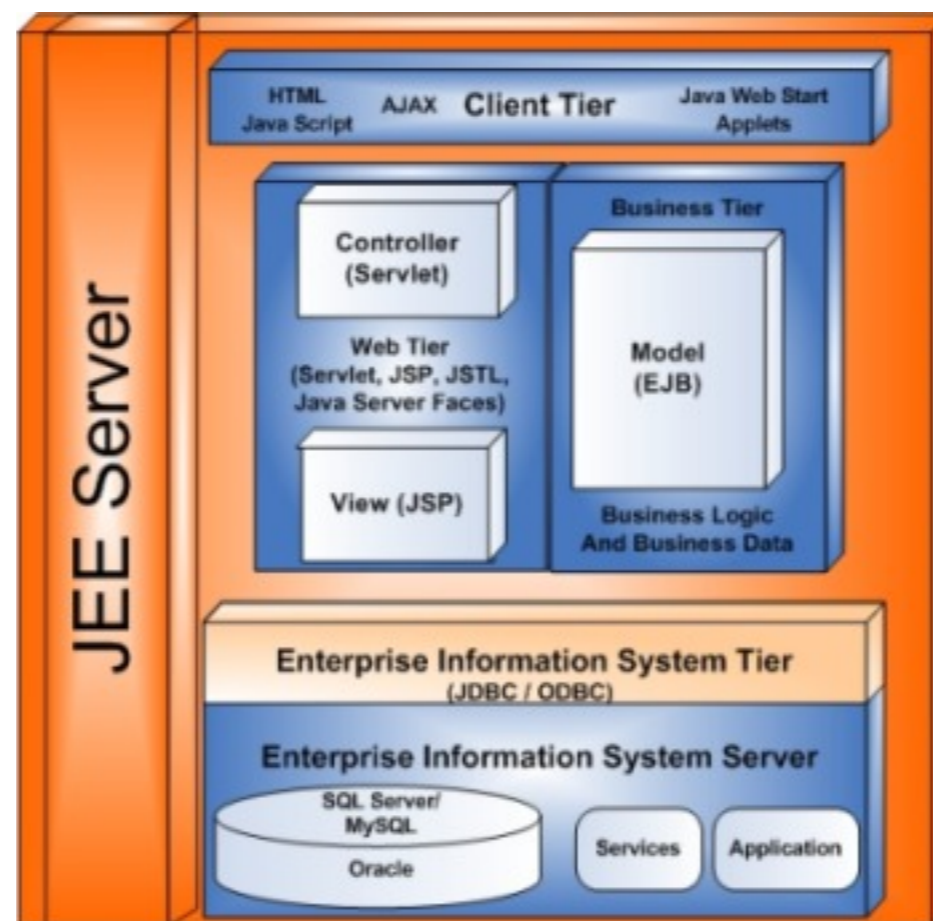 JEE Server
HTML
Java Script
AJAX
Client Tier
Java Web Start
Applets
Controller
(Servlet)
Web Tier
(Servlet, JSP, JSTL,
Java Server Faces)
View (JSP)
Business Tier
Model
(EJB)
Business Logic
And Business Data
Enterprise Information System Tier
(JDBC / ODBC)
Enterprise Information System Server
SQL Server/
MySQL
Oracle
Services
Application